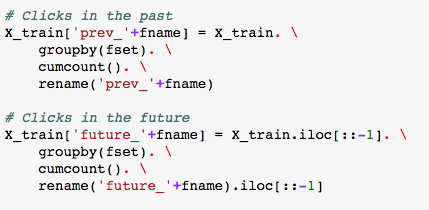 # Clicks in the past
X_train['prev_'+fname] = X_train. \
    groupby(fset). \
    cumcount(). \
    rename('prev_'+fname)

# Clicks in the future
X_train['future_'+fname] = X_train.iloc[::-1]. \
    groupby(fset). \
    cumcount(). \
    rename('future_'+fname).iloc[::-1]